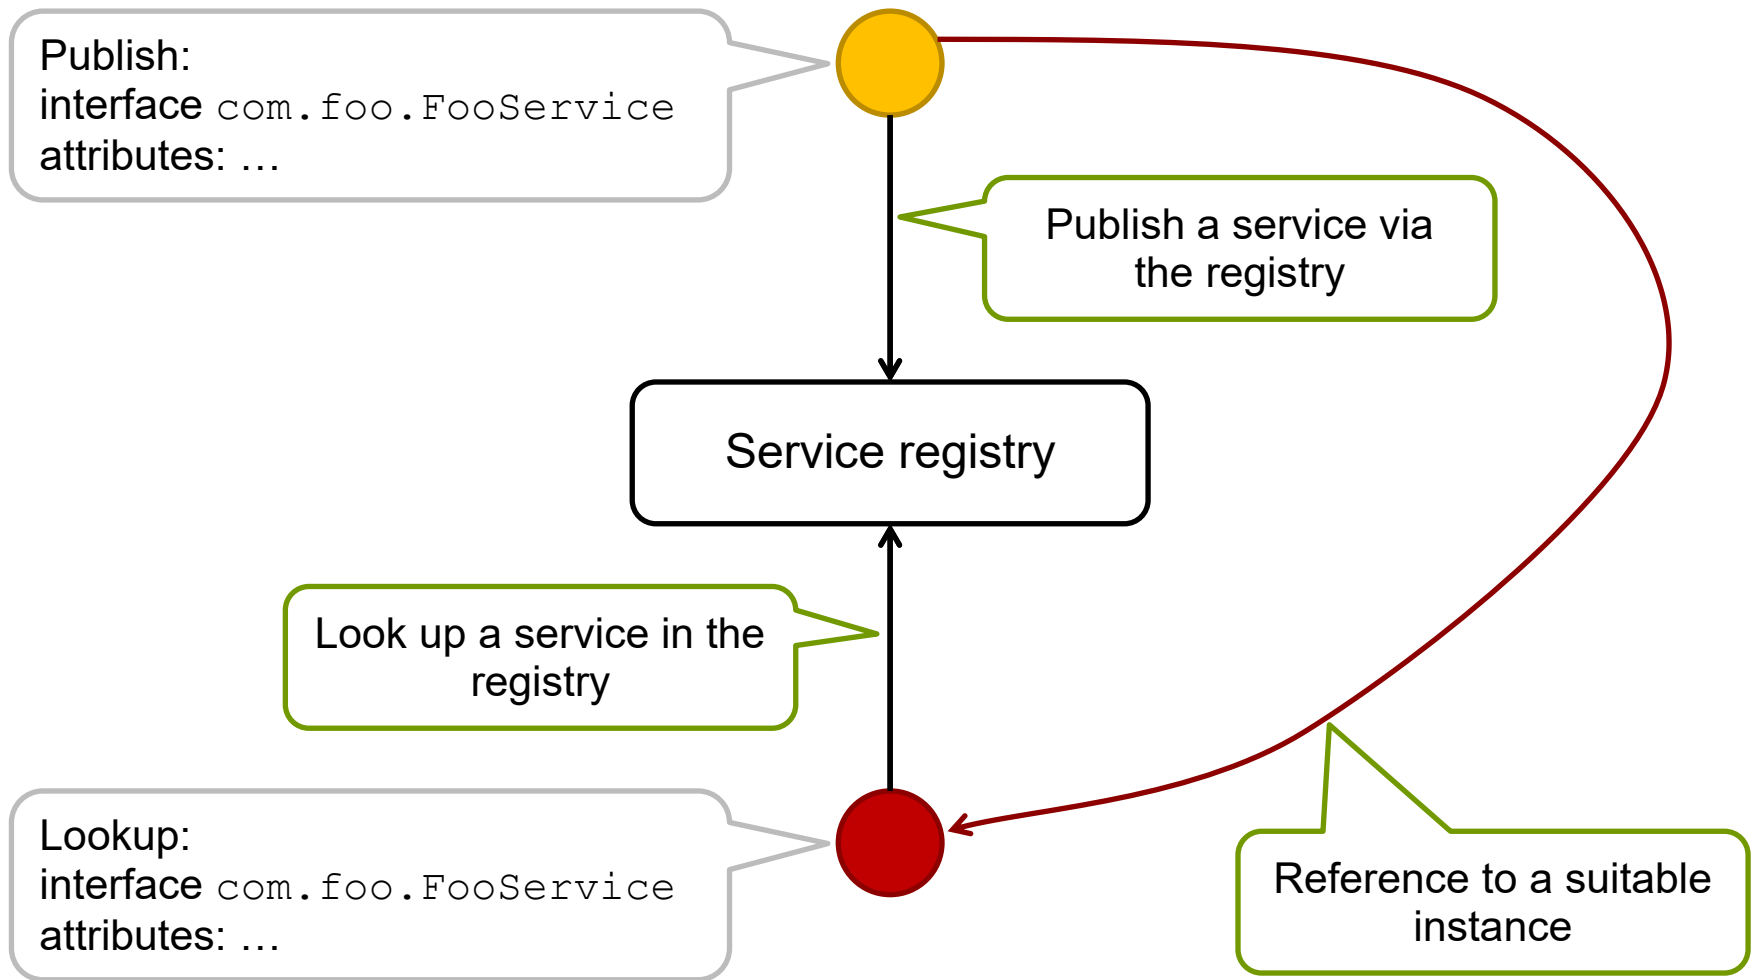 Publish:
interface com.foo.FooService
attributes: …
Publish a service via
the registry
Service registry
Look up a service in the
registry
Lookup:
interface com.foo.FooService
attributes: …
Reference to a suitable
instance